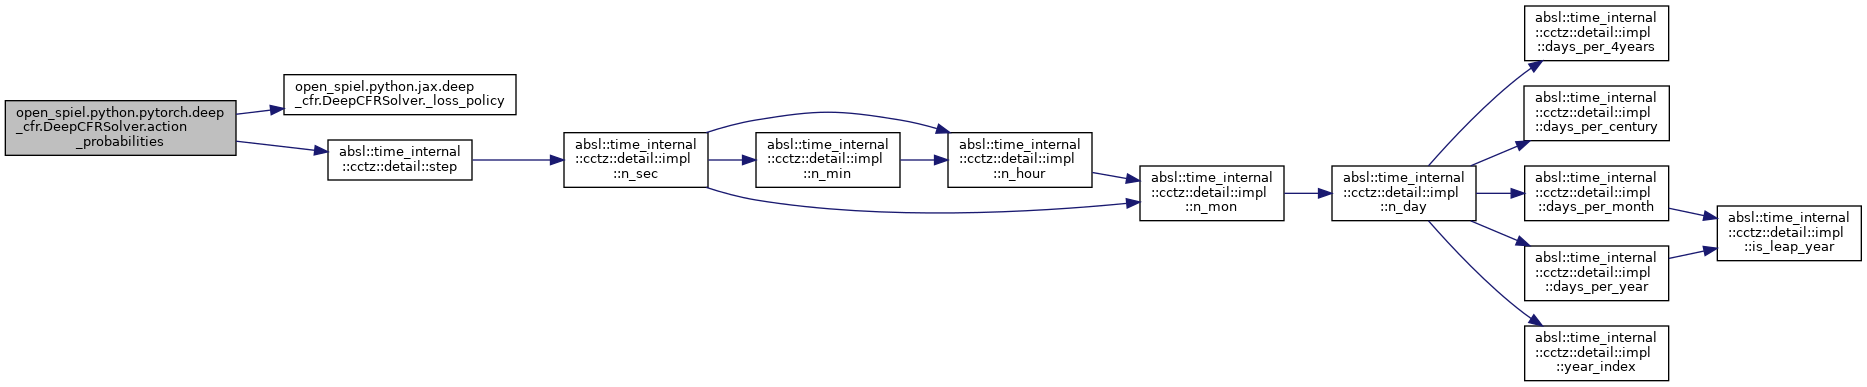 open_spiel.python.pytorch.deep
_cfr.DeepCFRSolver.action
_probabilities
open_spiel.python.jax.deep
_cfr.DeepCFRSolver._loss_policy
absl::time_internal
::cctz::detail::step
absl::time_internal
::cctz::detail::impl
::n_sec
absl::time_internal
::cctz::detail::impl
::n_min
absl::time_internal
::cctz::detail::impl
::n_hour
absl::time_internal
::cctz::detail::impl
::n_mon
absl::time_internal
::cctz::detail::impl
::n_day
absl::time_internal
::cctz::detail::impl
::days_per_4years
absl::time_internal
::cctz::detail::impl
::days_per_century
absl::time_internal
::cctz::detail::impl
::days_per_month
absl::time_internal
::cctz::detail::impl
::days_per_year
absl::time_internal
::cctz::detail::impl
::year_index
absl::time_internal
::cctz::detail::impl
::is_leap_year